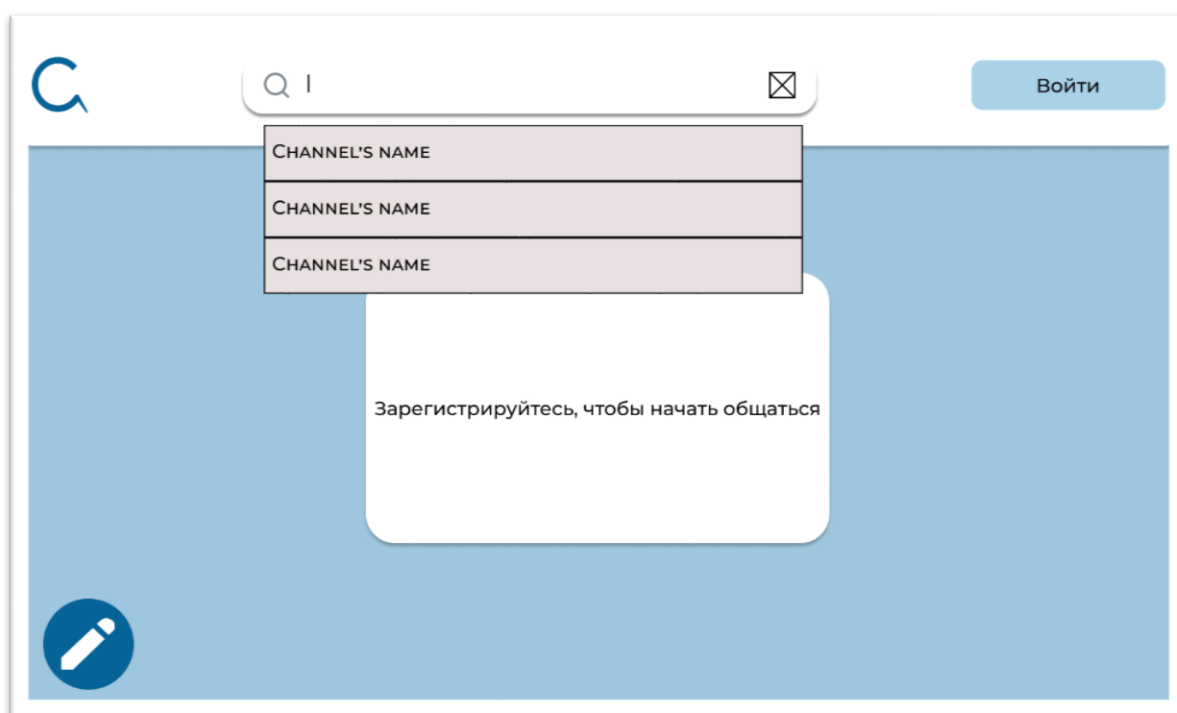 Войти
CHANNEL'S NAME
CHANNEL'S NAME
CHANNEL'S NAME
Зарегистрируйтесь, чтобы начать общаться